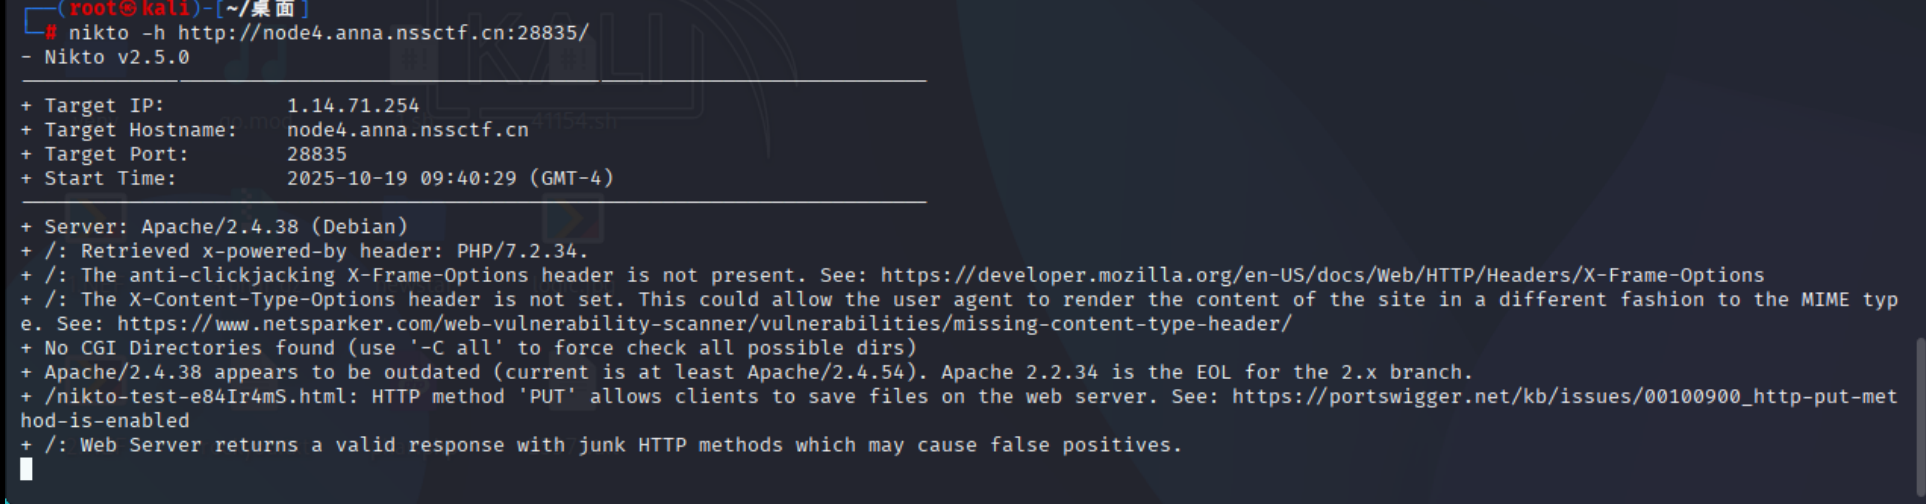 (root㉿kali)-[~/桌面]
# nikto -h http://node4.anna.nssctf.cn:28835/
- Nikto v2.5.0
+ Target IP:          1.14.71.254
+ Target Hostname:    node4.anna.nssctf.cn
+ Target Port:        28835
+ Start Time:         2025-10-19 09:40:29 (GMT-4)
+ Server: Apache/2.4.38 (Debian)
+ /: Retrieved x-powered-by header: PHP/7.2.34.
+ /: The anti-clickjacking X-Frame-Options header is not present. See: https://developer.mozilla.org/en-US/docs/Web/HTTP/Headers/X-Frame-Options
+ /: The X-Content-Type-Options header is not set. This could allow the user agent to render the content of the site in a different fashion to the MIME typ
e. See: https://www.netsparker.com/web-vulnerability-scanner/vulnerabilities/missing-content-type-header/
+ No CGI Directories found (use '-C all' to force check all possible dirs)
+ Apache/2.4.38 appears to be outdated (current is at least Apache/2.4.54). Apache 2.2.34 is the EOL for the 2.x branch.
+ /nikto-test-e84Ir4mS.html: HTTP method 'PUT' allows clients to save files on the web server. See: https://portswigger.net/kb/issues/00100900_http-put-met
hod-is-enabled
+ /: Web Server returns a valid response with junk HTTP methods which may cause false positives.